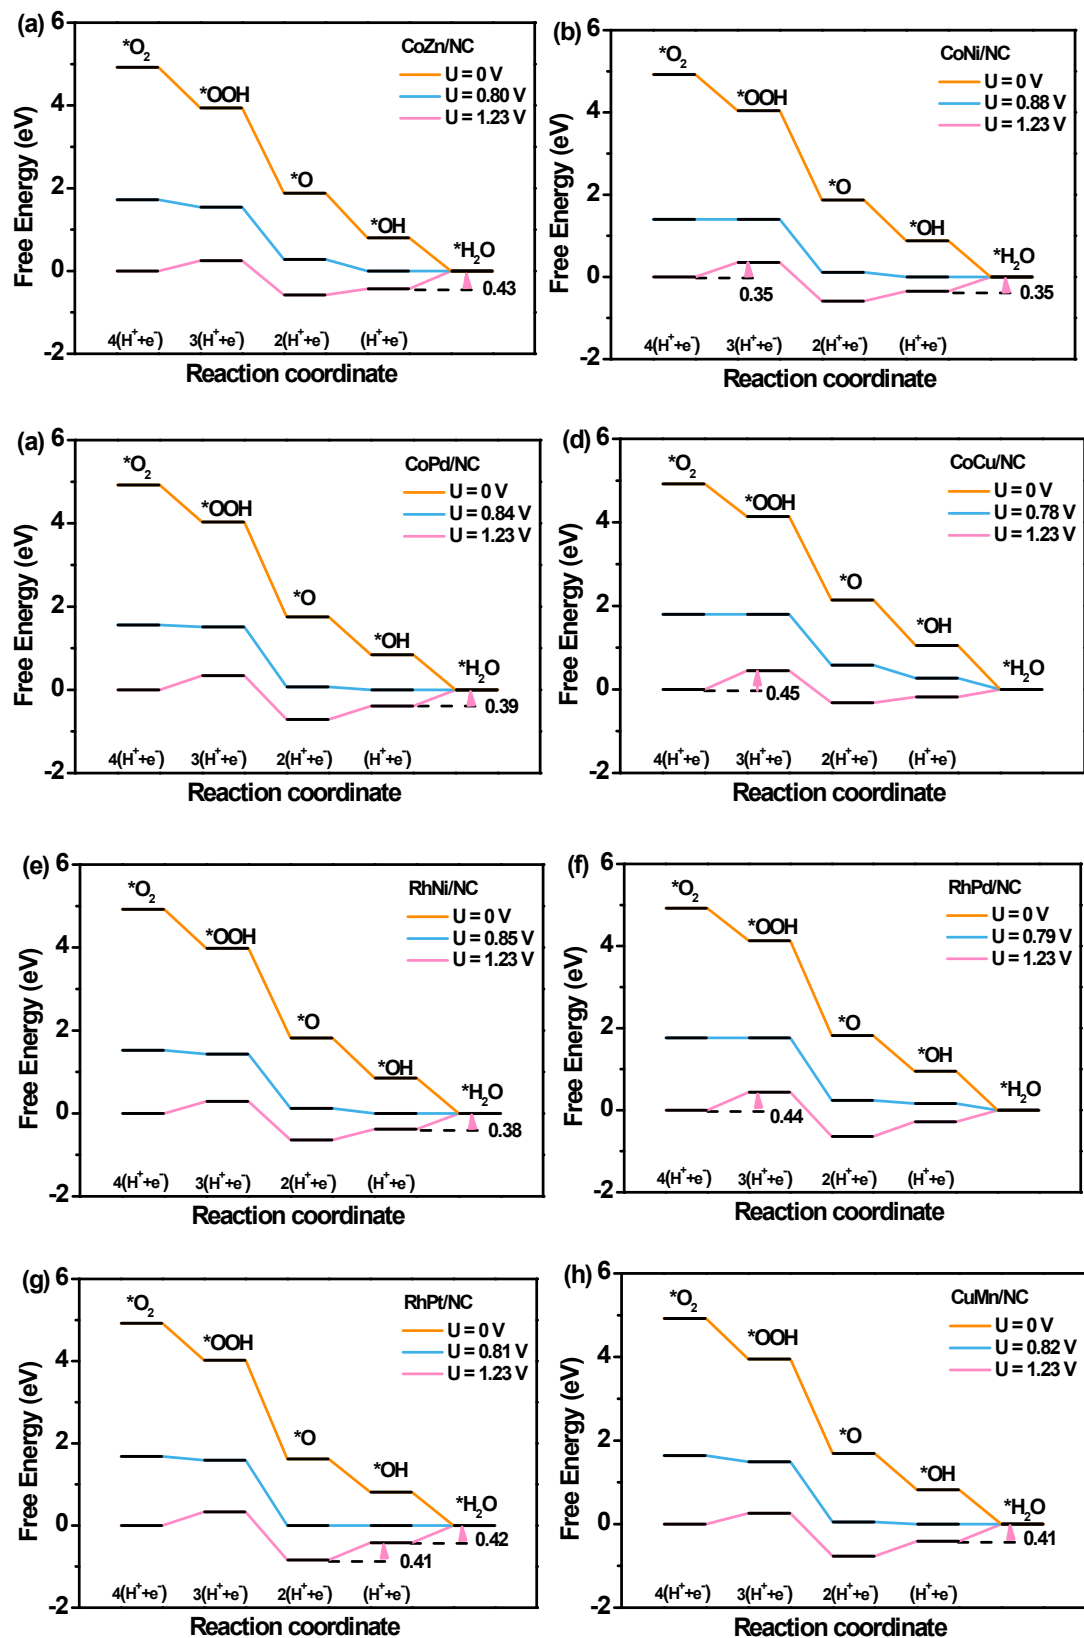 (a)
CoZn/NC
*O2
*OOH
*O
*OH
*H2O
U = 0 V
U = 0.80 V
U = 1.23 V
0.43
6
4
2
0
-2
Free Energy (eV)
4(H⁺+e⁻) 3(H⁺+e⁻) 2(H⁺+e⁻) (H⁺+e⁻)
Reaction coordinate
(b)
CoNi/NC
*O2
*OOH
*O
*OH
*H2O
U = 0 V
U = 0.88 V
U = 1.23 V
0.35
0.35
6
4
2
0
-2
Free Energy (eV)
4(H⁺+e⁻) 3(H⁺+e⁻) 2(H⁺+e⁻) (H⁺+e⁻)
Reaction coordinate
(a)
CoPd/NC
*O2
*OOH
*O
*OH
*H2O
U = 0 V
U = 0.84 V
U = 1.23 V
0.39
6
4
2
0
-2
Free Energy (eV)
4(H⁺+e⁻) 3(H⁺+e⁻) 2(H⁺+e⁻) (H⁺+e⁻)
Reaction coordinate
(d)
CoCu/NC
*O2
*OOH
*O
*OH
*H2O
U = 0 V
U = 0.78 V
U = 1.23 V
0.45
6
4
2
0
-2
Free Energy (eV)
4(H⁺+e⁻) 3(H⁺+e⁻) 2(H⁺+e⁻) (H⁺+e⁻)
Reaction coordinate
(e)
RhNi/NC
*O2
*OOH
*O
*OH
*H2O
U = 0 V
U = 0.85 V
U = 1.23 V
0.38
6
4
2
0
-2
Free Energy (eV)
4(H⁺+e⁻) 3(H⁺+e⁻) 2(H⁺+e⁻) (H⁺+e⁻)
Reaction coordinate
(f)
RhPd/NC
*O2
*OOH
*O
*OH
*H2O
U = 0 V
U = 0.79 V
U = 1.23 V
0.44
6
4
2
0
-2
Free Energy (eV)
4(H⁺+e⁻) 3(H⁺+e⁻) 2(H⁺+e⁻) (H⁺+e⁻)
Reaction coordinate
(g)
RhPt/NC
*O2
*OOH
*O
*OH
*H2O
U = 0 V
U = 0.81 V
U = 1.23 V
0.42
0.41
6
4
2
0
-2
Free Energy (eV)
4(H⁺+e⁻) 3(H⁺+e⁻) 2(H⁺+e⁻) (H⁺+e⁻)
Reaction coordinate
(h)
CuMn/NC
*O2
*OOH
*O
*OH
*H2O
U = 0 V
U = 0.82 V
U = 1.23 V
0.41
6
4
2
0
-2
Free Energy (eV)
4(H⁺+e⁻) 3(H⁺+e⁻) 2(H⁺+e⁻) (H⁺+e⁻)
Reaction coordinate